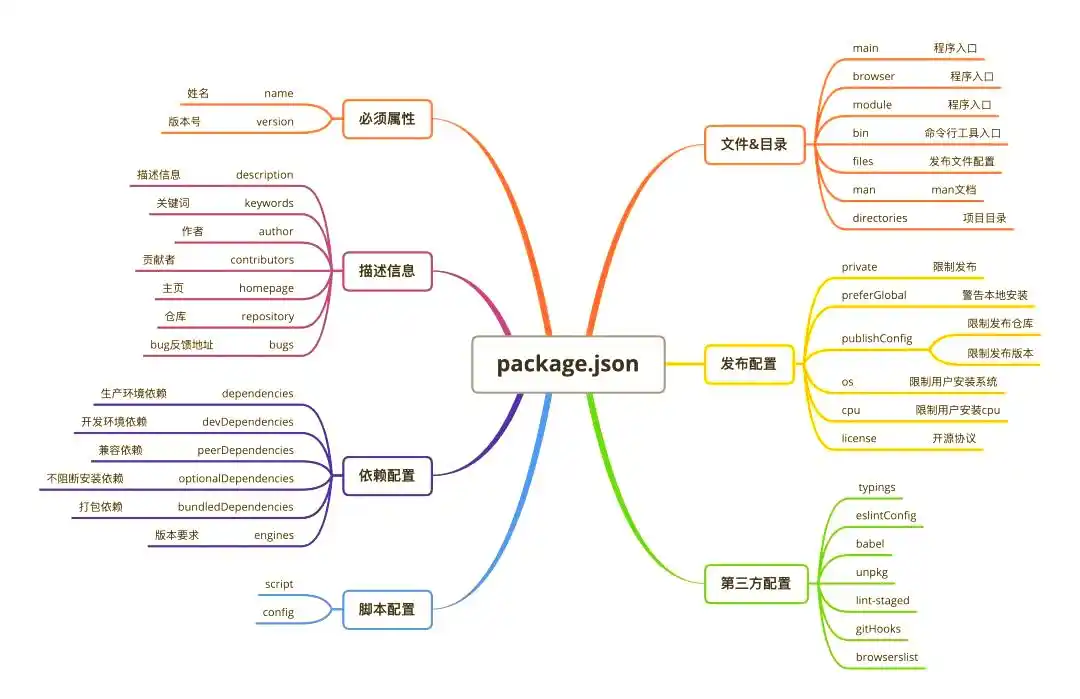 package.json
必须属性
姓名 name
版本号 version
描述信息
描述信息 description
关键词 keywords
作者 author
贡献者 contributors
主页 homepage
仓库 repository
bug反馈地址 bugs
依赖配置
生产环境依赖 dependencies
开发环境依赖 devDependencies
兼容依赖 peerDependencies
不阻断安装依赖 optionalDependencies
打包依赖 bundledDependencies
版本要求 engines
脚本配置
script
config
文件&目录
main 程序入口
browser 程序入口
module 程序入口
bin 命令行工具入口
files 发布文件配置
man man文档
directories 项目目录
发布配置
private 限制发布
preferGlobal 警告本地安装
publishConfig
限制发布仓库
限制发布版本
os 限制用户安装系统
cpu 限制用户安装cpu
license 开源协议
第三方配置
typings
eslintConfig
babel
unpkg
lint-staged
gitHooks
browserslist